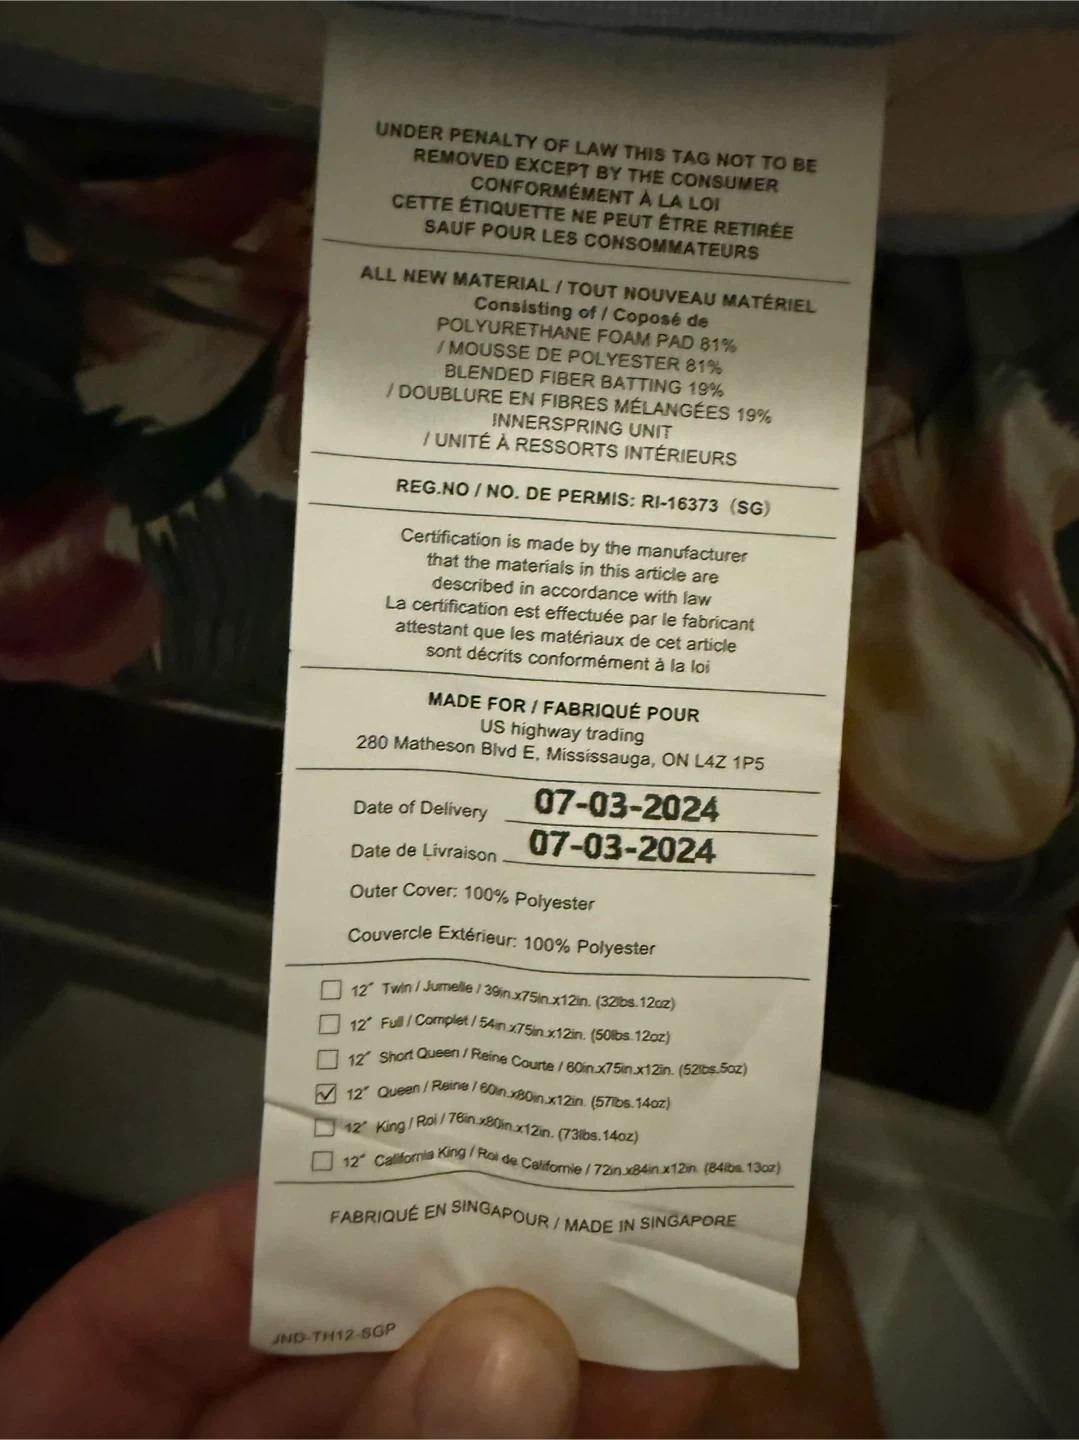 UNDER PENALTY OF LAW THIS TAG NOT TO BE
REMOVED EXCEPT BY THE CONSUMER
CONFORMÉMENT À LA LOI
CETTE ÉTIQUETTE NE PEUT ÊTRE RETIRÉE
SAUF POUR LES CONSOMMATEURS
ALL NEW MATERIAL / TOUT NOUVEAU MATÉRIEL
Consisting of / Coposé de
POLYURETHANE FOAM PAD 81%
/ MOUSSE DE POLYESTER 81%
BLENDED FIBER BATTING 19%
/ DOUBLURE EN FIBRES MÉLANGÉES 19%
INNERSPRING UNIT
/ UNITÉ À RESSORTS INTÉRIEURS
REG.NO / NO. DE PERMIS: RI-16373 (SG)
Certification is made by the manufacturer
that the materials in this article are
described in accordance with law
La certification est effectuée par le fabricant
attestant que les matériaux de cet article
sont décrits conformément à la loi
MADE FOR / FABRIQUÉ POUR
US highway trading
280 Matheson Blvd E, Mississauga, ON L4Z 1P5
Date of Delivery 07-03-2024
Date de Livraison 07-03-2024
Outer Cover: 100% Polyester
Couvercle Extérieur: 100% Polyester
12″ Twin / Jumelle / 39in.x75in.x12in. (32lbs.12oz)
12″ Full / Complet / 54in.x75in.x12in. (50lbs.12oz)
12″ Short Queen / Reine Courte / 60in.x75in.x12in. (52lbs.5oz)
12″ Queen / Reine / 60in.x80in.x12in. (57lbs.14oz)
12″ King / Roi / 76in.x80in.x12in. (73lbs.14oz)
12″ California King / Roi de Californie / 72in.x84in.x12in. (84lbs.13oz)
FABRIQUÉ EN SINGAPOUR / MADE IN SINGAPORE
JND-TH12-SGP